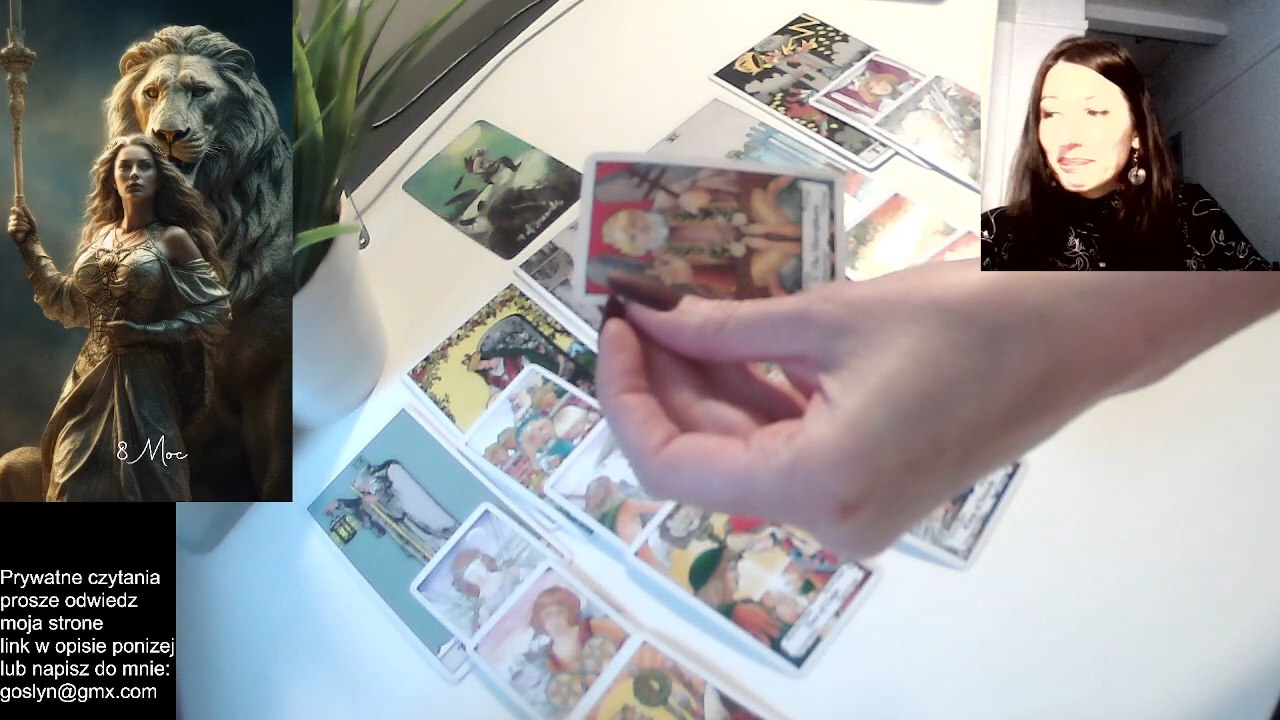 8 Moc
Prywatne czytania
prosze odwiedz
moja strone
link w opisie ponizej
lub napisz do mnie:
goslyn@gmx.com